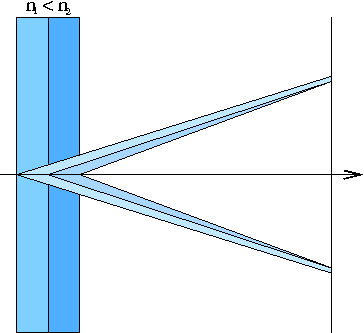 n₁ < n₂